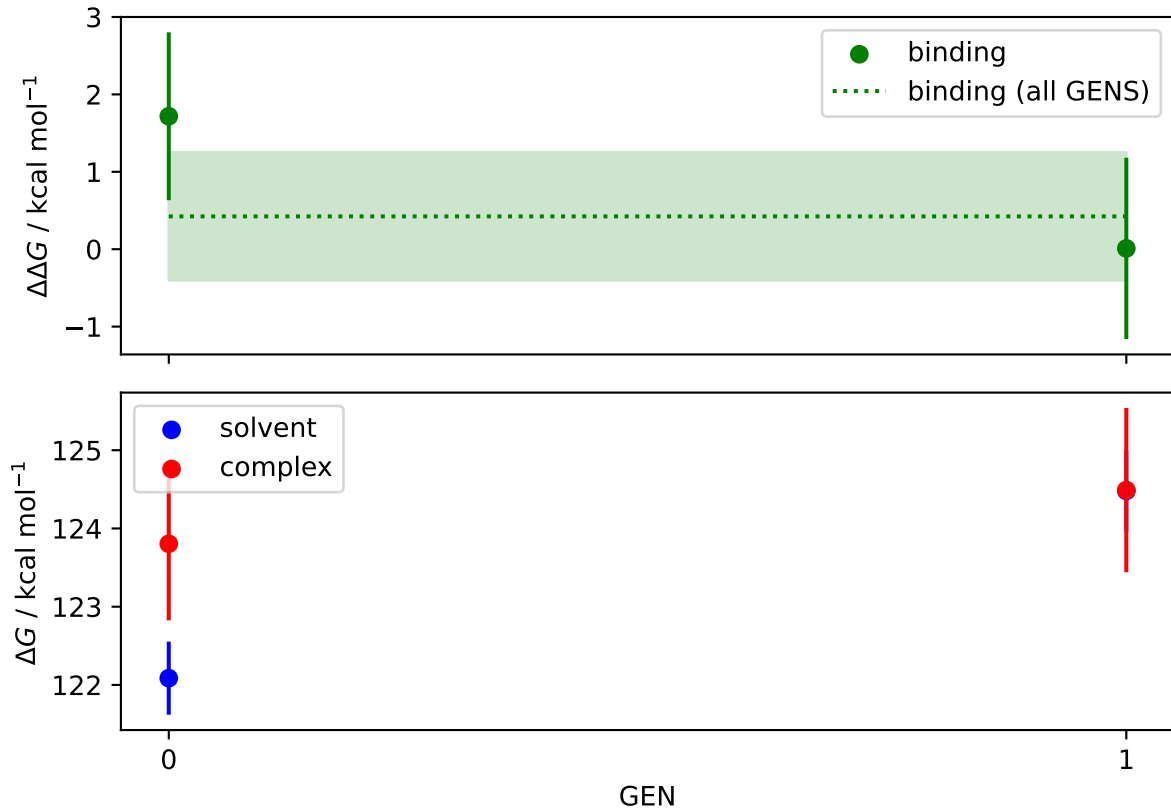 3
2
1
0
−1
ΔΔG / kcal mol⁻¹
binding
binding (all GENS)
125
124
123
122
ΔG / kcal mol⁻¹
solvent
complex
0 1
GEN